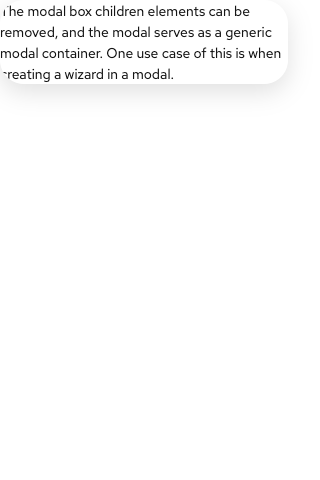 The modal box children elements can be
removed, and the modal serves as a generic
modal container. One use case of this is when
creating a wizard in a modal.